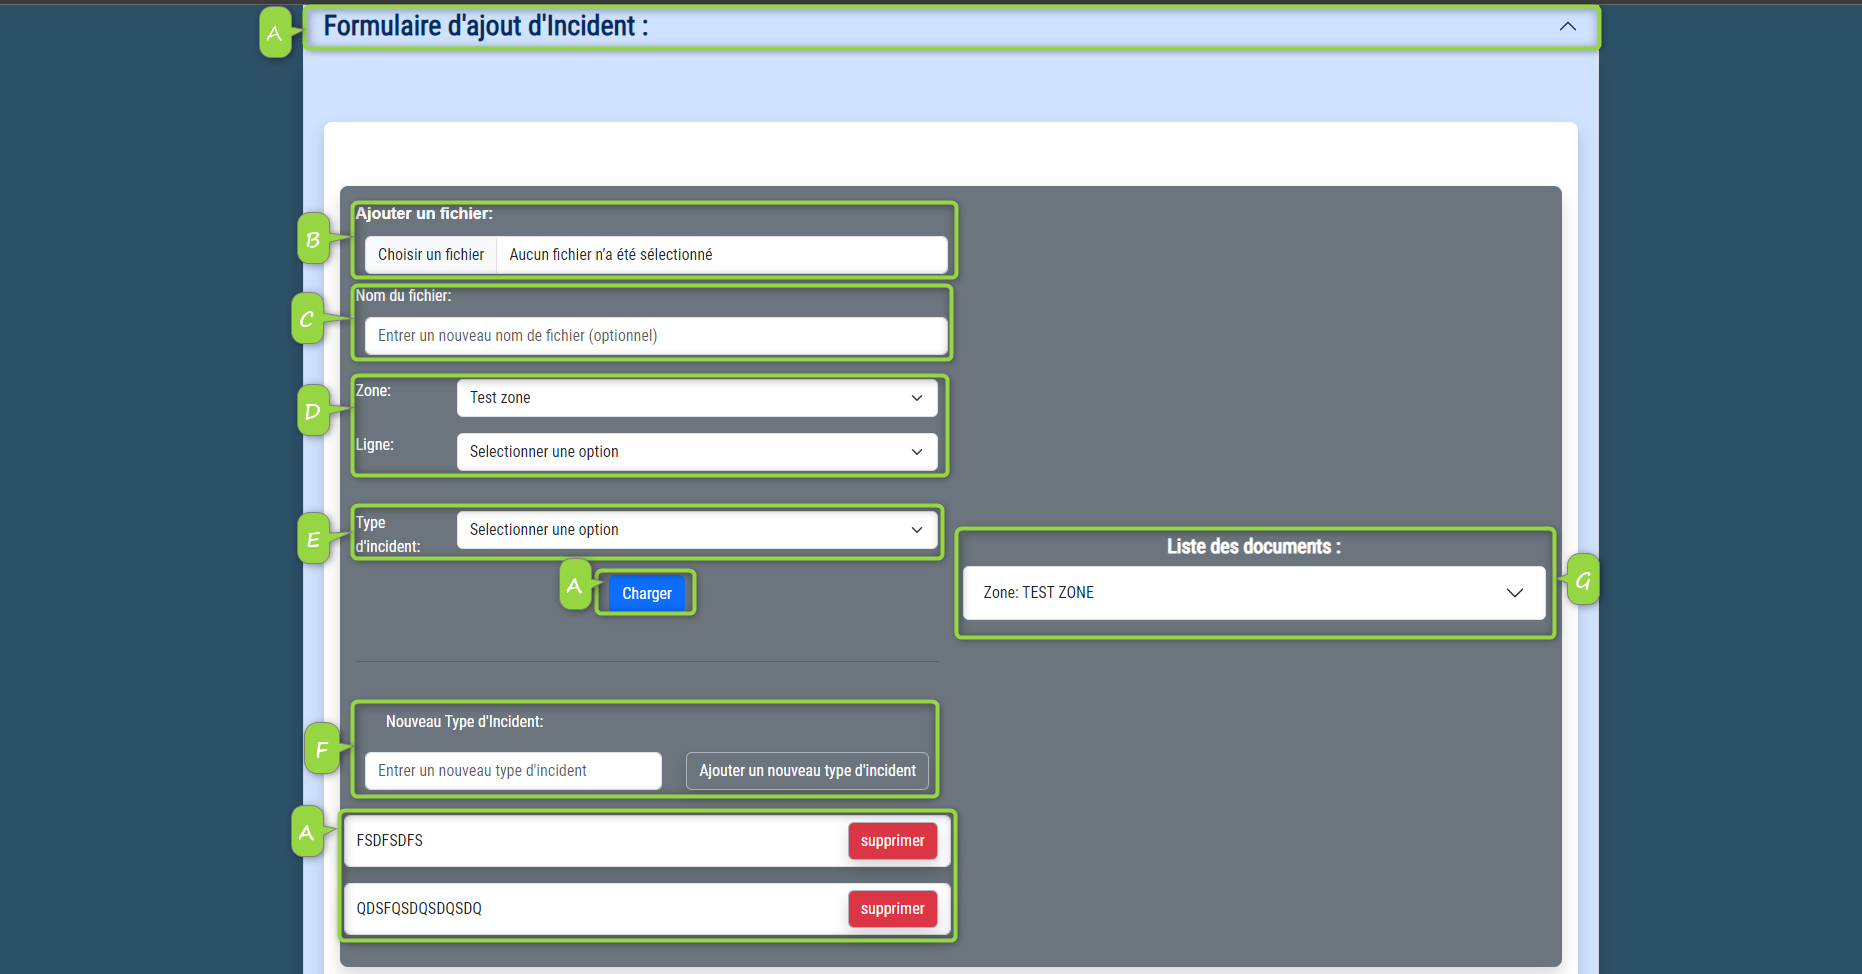 A
Formulaire d'ajout d'Incident :
B
Ajouter un fichier:
Choisir un fichier
Aucun fichier n'a été sélectionné
C
Nom du fichier:
Entrer un nouveau nom de fichier (optionnel)
D
Zone:
Test zone
Ligne:
Selectionner une option
E
Type
d'incident:
Selectionner une option
A
Charger
Liste des documents :
Zone: TEST ZONE
G
F
Nouveau Type d'Incident:
Entrer un nouveau type d'incident
Ajouter un nouveau type d'incident
A
FSDFSDFS
supprimer
QDSFQSDQSDQSDQ
supprimer